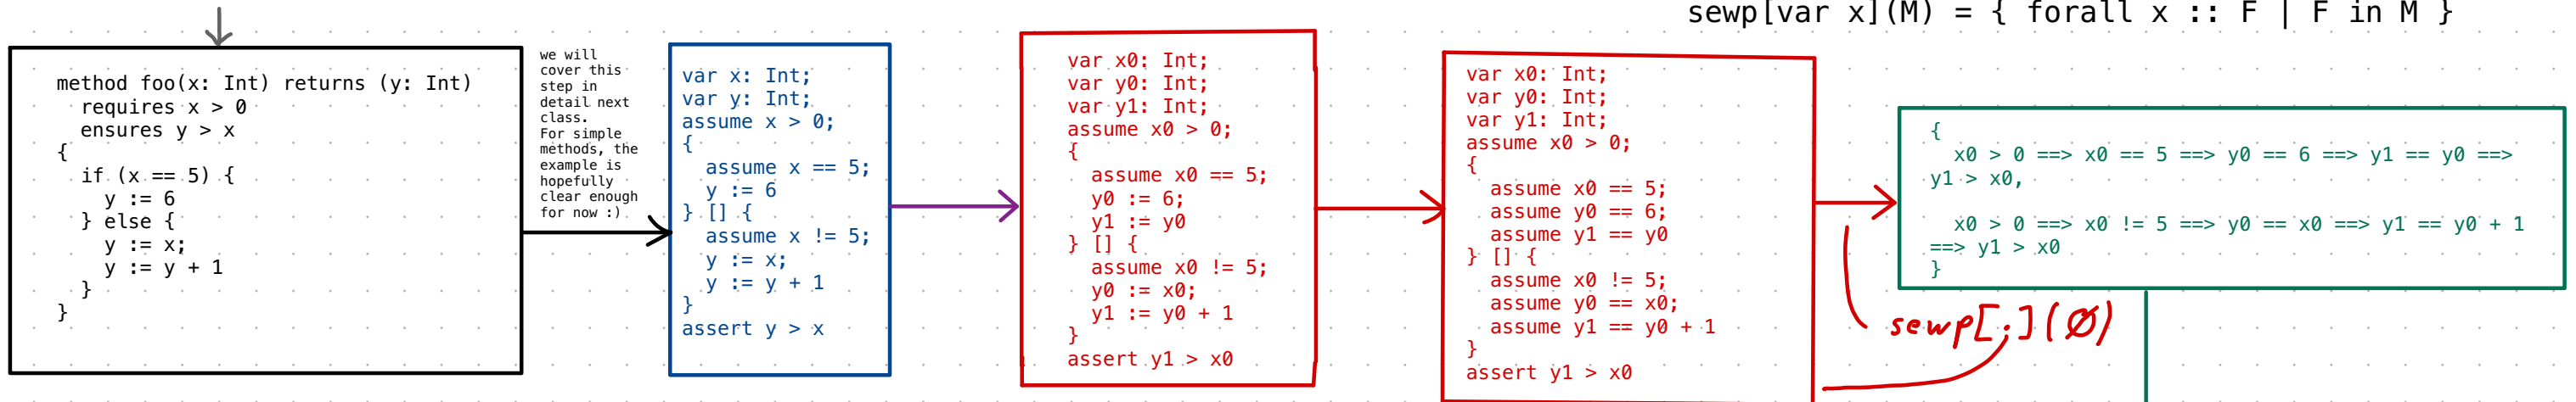 sewp[var x](M) = { forall x :: F | F in M }
method foo(x: Int) returns (y: Int)
  requires x > 0
  ensures y > x
{
  if (x == 5) {
    y := 6
  } else {
    y := x;
    y := y + 1
  }
}
we will
cover this
step in
detail next
class.
For simple
methods, the
example is
hopefully
clear enough
for now :)
var x: Int;
var y: Int;
assume x > 0;
{
  assume x == 5;
  y := 6
} [] {
  assume x != 5;
  y := x;
  y := y + 1
}
assert y > x
var x0: Int;
var y0: Int;
var y1: Int;
assume x0 > 0;
{
  assume x0 == 5;
  y0 := 6;
  y1 := y0
} [] {
  assume x0 != 5;
  y0 := x0;
  y1 := y0 + 1
}
assert y1 > x0
var x0: Int;
var y0: Int;
var y1: Int;
assume x0 > 0;
{
  assume x0 == 5;
  assume y0 == 6;
  assume y1 == y0
} [] {
  assume x0 != 5;
  assume y0 == x0;
  assume y1 == y0 + 1
}
assert y1 > x0
{
  x0 > 0 ==> x0 == 5 ==> y0 == 6 ==> y1 == y0 ==>
y1 > x0,
  x0 > 0 ==> x0 != 5 ==> y0 == x0 ==> y1 == y0 + 1
==> y1 > x0
}
sewp[;](∅)